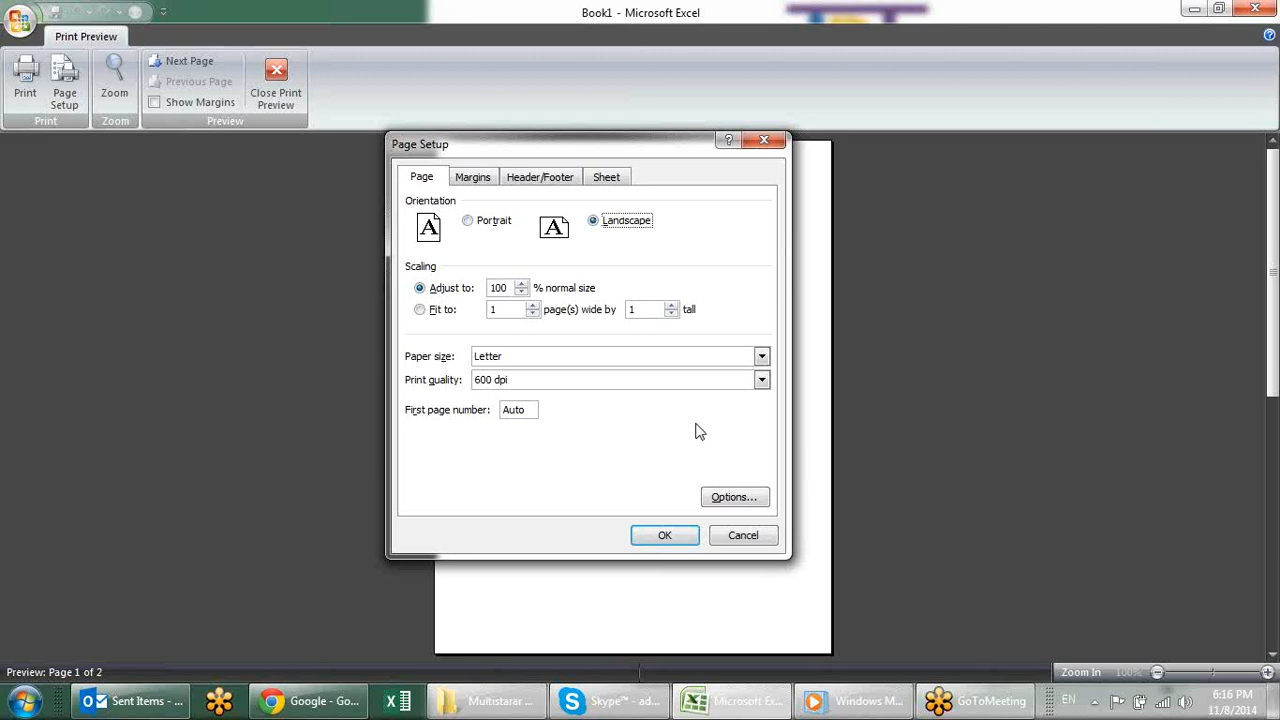 Book1 - Microsoft Excel
Print Preview
Next Page
Previous Page
Show Margins
Print
Page
Setup
Zoom
Close Print
Preview
Print
Zoom
Preview
Page Setup
Page
Margins
Header/Footer
Sheet
Orientation
A
Portrait
A
Landscape
Scaling
Adjust to:
100
% normal size
Fit to:
1
page(s) wide by
1
tall
Paper size:
Letter
Print quality:
600 dpi
First page number:
Auto
Options...
OK
Cancel
Preview: Page 1 of 2
Zoom In
100%
Sent Items - ...
Google - Go...
Multistarar ...
Skype™ - ad...
Microsoft Ex...
Windows M...
GoToMeeting
EN
6:16 PM
11/8/2014